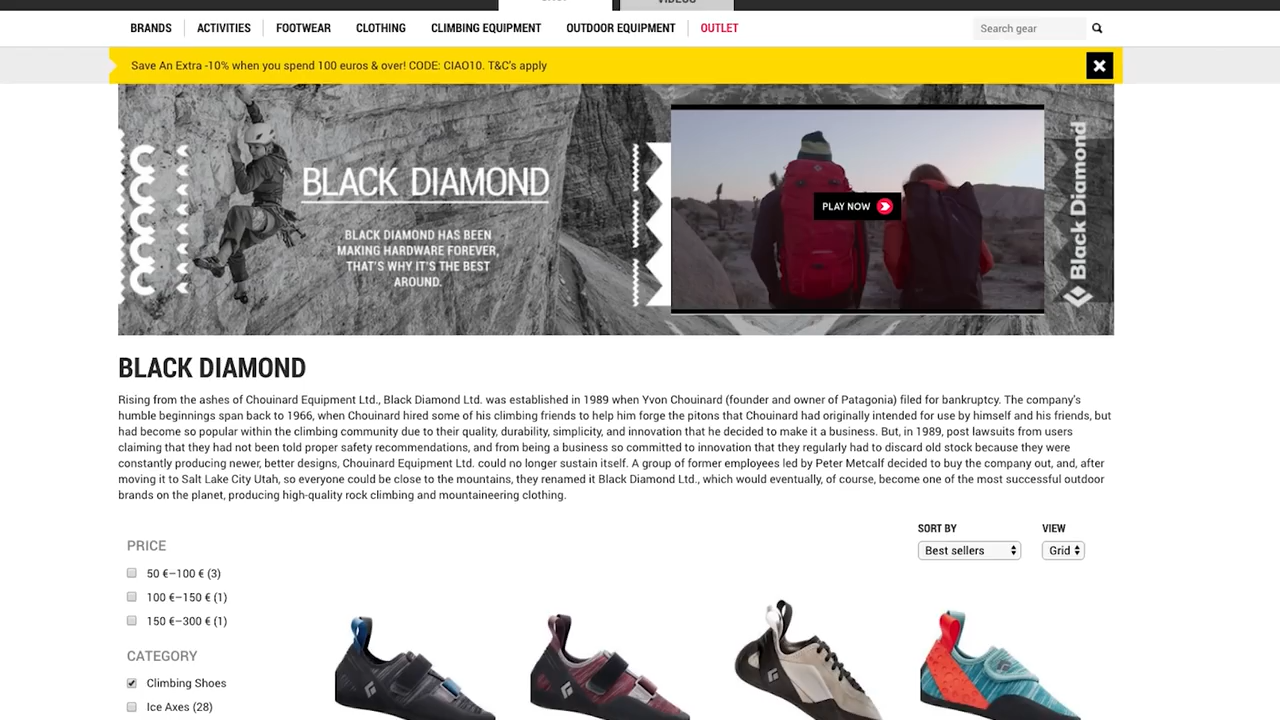 VIDEOS
BRANDS ACTIVITIES FOOTWEAR CLOTHING CLIMBING EQUIPMENT OUTDOOR EQUIPMENT OUTLET Search gear
Save An Extra -10% when you spend 100 euros & over! CODE: CIAO10. T&C's apply
BLACK DIAMOND
BLACK DIAMOND HAS BEEN
MAKING HARDWARE FOREVER,
THAT'S WHY IT'S THE BEST
AROUND.
PLAY NOW
Black Diamond
BLACK DIAMOND
Rising from the ashes of Chouinard Equipment Ltd., Black Diamond Ltd. was established in 1989 when Yvon Chouinard (founder and owner of Patagonia) filed for bankruptcy. The company's
humble beginnings span back to 1966, when Chouinard hired some of his climbing friends to help him forge the pitons that Chouinard had originally intended for use by himself and his friends, but
had become so popular within the climbing community due to their quality, durability, simplicity, and innovation that he decided to make it a business. But, in 1989, post lawsuits from users
claiming that they had not been told proper safety recommendations, and from being a business so committed to innovation that they regularly had to discard old stock because they were
constantly producing newer, better designs, Chouinard Equipment Ltd. could no longer sustain itself. A group of former employees led by Peter Metcalf decided to buy the company out, and, after
moving it to Salt Lake City Utah, so everyone could be close to the mountains, they renamed it Black Diamond Ltd., which would eventually, of course, become one of the most successful outdoor
brands on the planet, producing high-quality rock climbing and mountaineering clothing.
SORT BY VIEW
Best sellers Grid
PRICE
50 €–100 € (3)
100 €–150 € (1)
150 €–300 € (1)
CATEGORY
Climbing Shoes
Ice Axes (28)